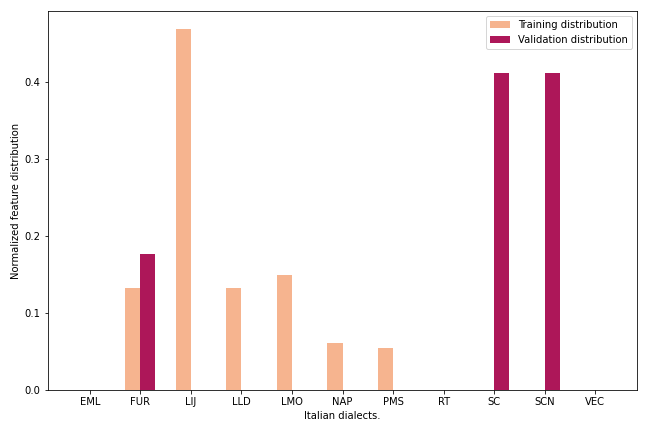 Training distribution
Validation distribution
Normalized feature distribution
0.4
0.3
0.2
0.1
0.0
EML FUR LIJ LLD LMO NAP PMS RT SC SCN VEC
Italian dialects.